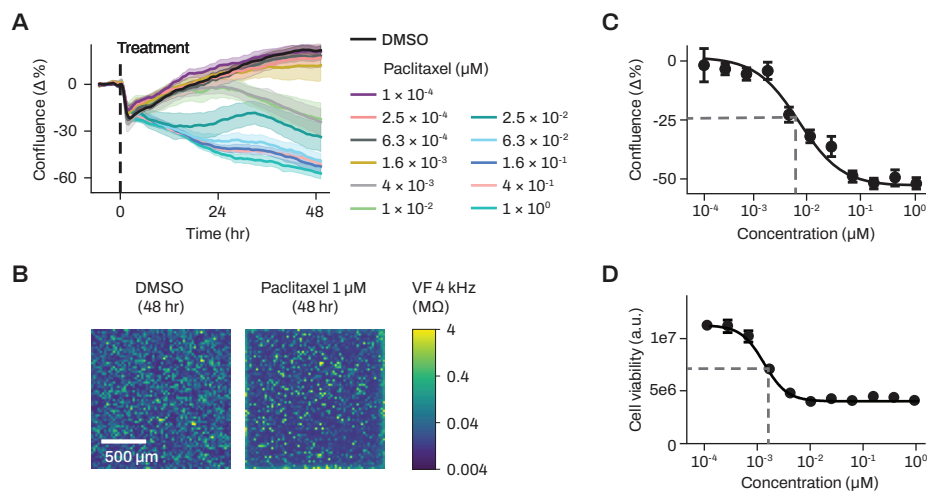 A
Treatment
Confluence (Δ %)
0
-30
-60
0
24
48
Time (hr)
DMSO
Paclitaxel (µM)
1 × 10⁻⁴
2.5 × 10⁻⁴
6.3 × 10⁻⁴
1.6 × 10⁻³
4 × 10⁻³
1 × 10⁻²
2.5 × 10⁻²
6.3 × 10⁻²
1.6 × 10⁻¹
4 × 10⁻¹
1 × 10⁰
B
DMSO
(48 hr)
Paclitaxel 1 µM
(48 hr)
VF 4 kHz
(MΩ)
500 µm
4
0.4
0.04
0.004
C
Confluence (Δ%)
0
-25
-50
10⁻⁴ 10⁻³ 10⁻² 10⁻¹ 10⁰
Concentration (µM)
D
Cell viability (a.u.)
1e7
5e6
0
10⁻⁴ 10⁻³ 10⁻² 10⁻¹ 10⁰
Concentration (µM)